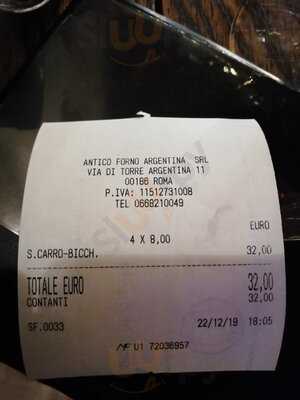 ANTICO FORNO ARGENTINA SRL
VIA DI TORRE ARGENTINA 11
00186 ROMA
P.IVA: 11512731008
TEL 0668210049
EURO
4 X 8,00
S.CARRO-BICCH. 32,00
TOTALE EURO 32,00
CONTANTI 32,00
SF.0033 22/12/19 18:05
MF U1 72036957